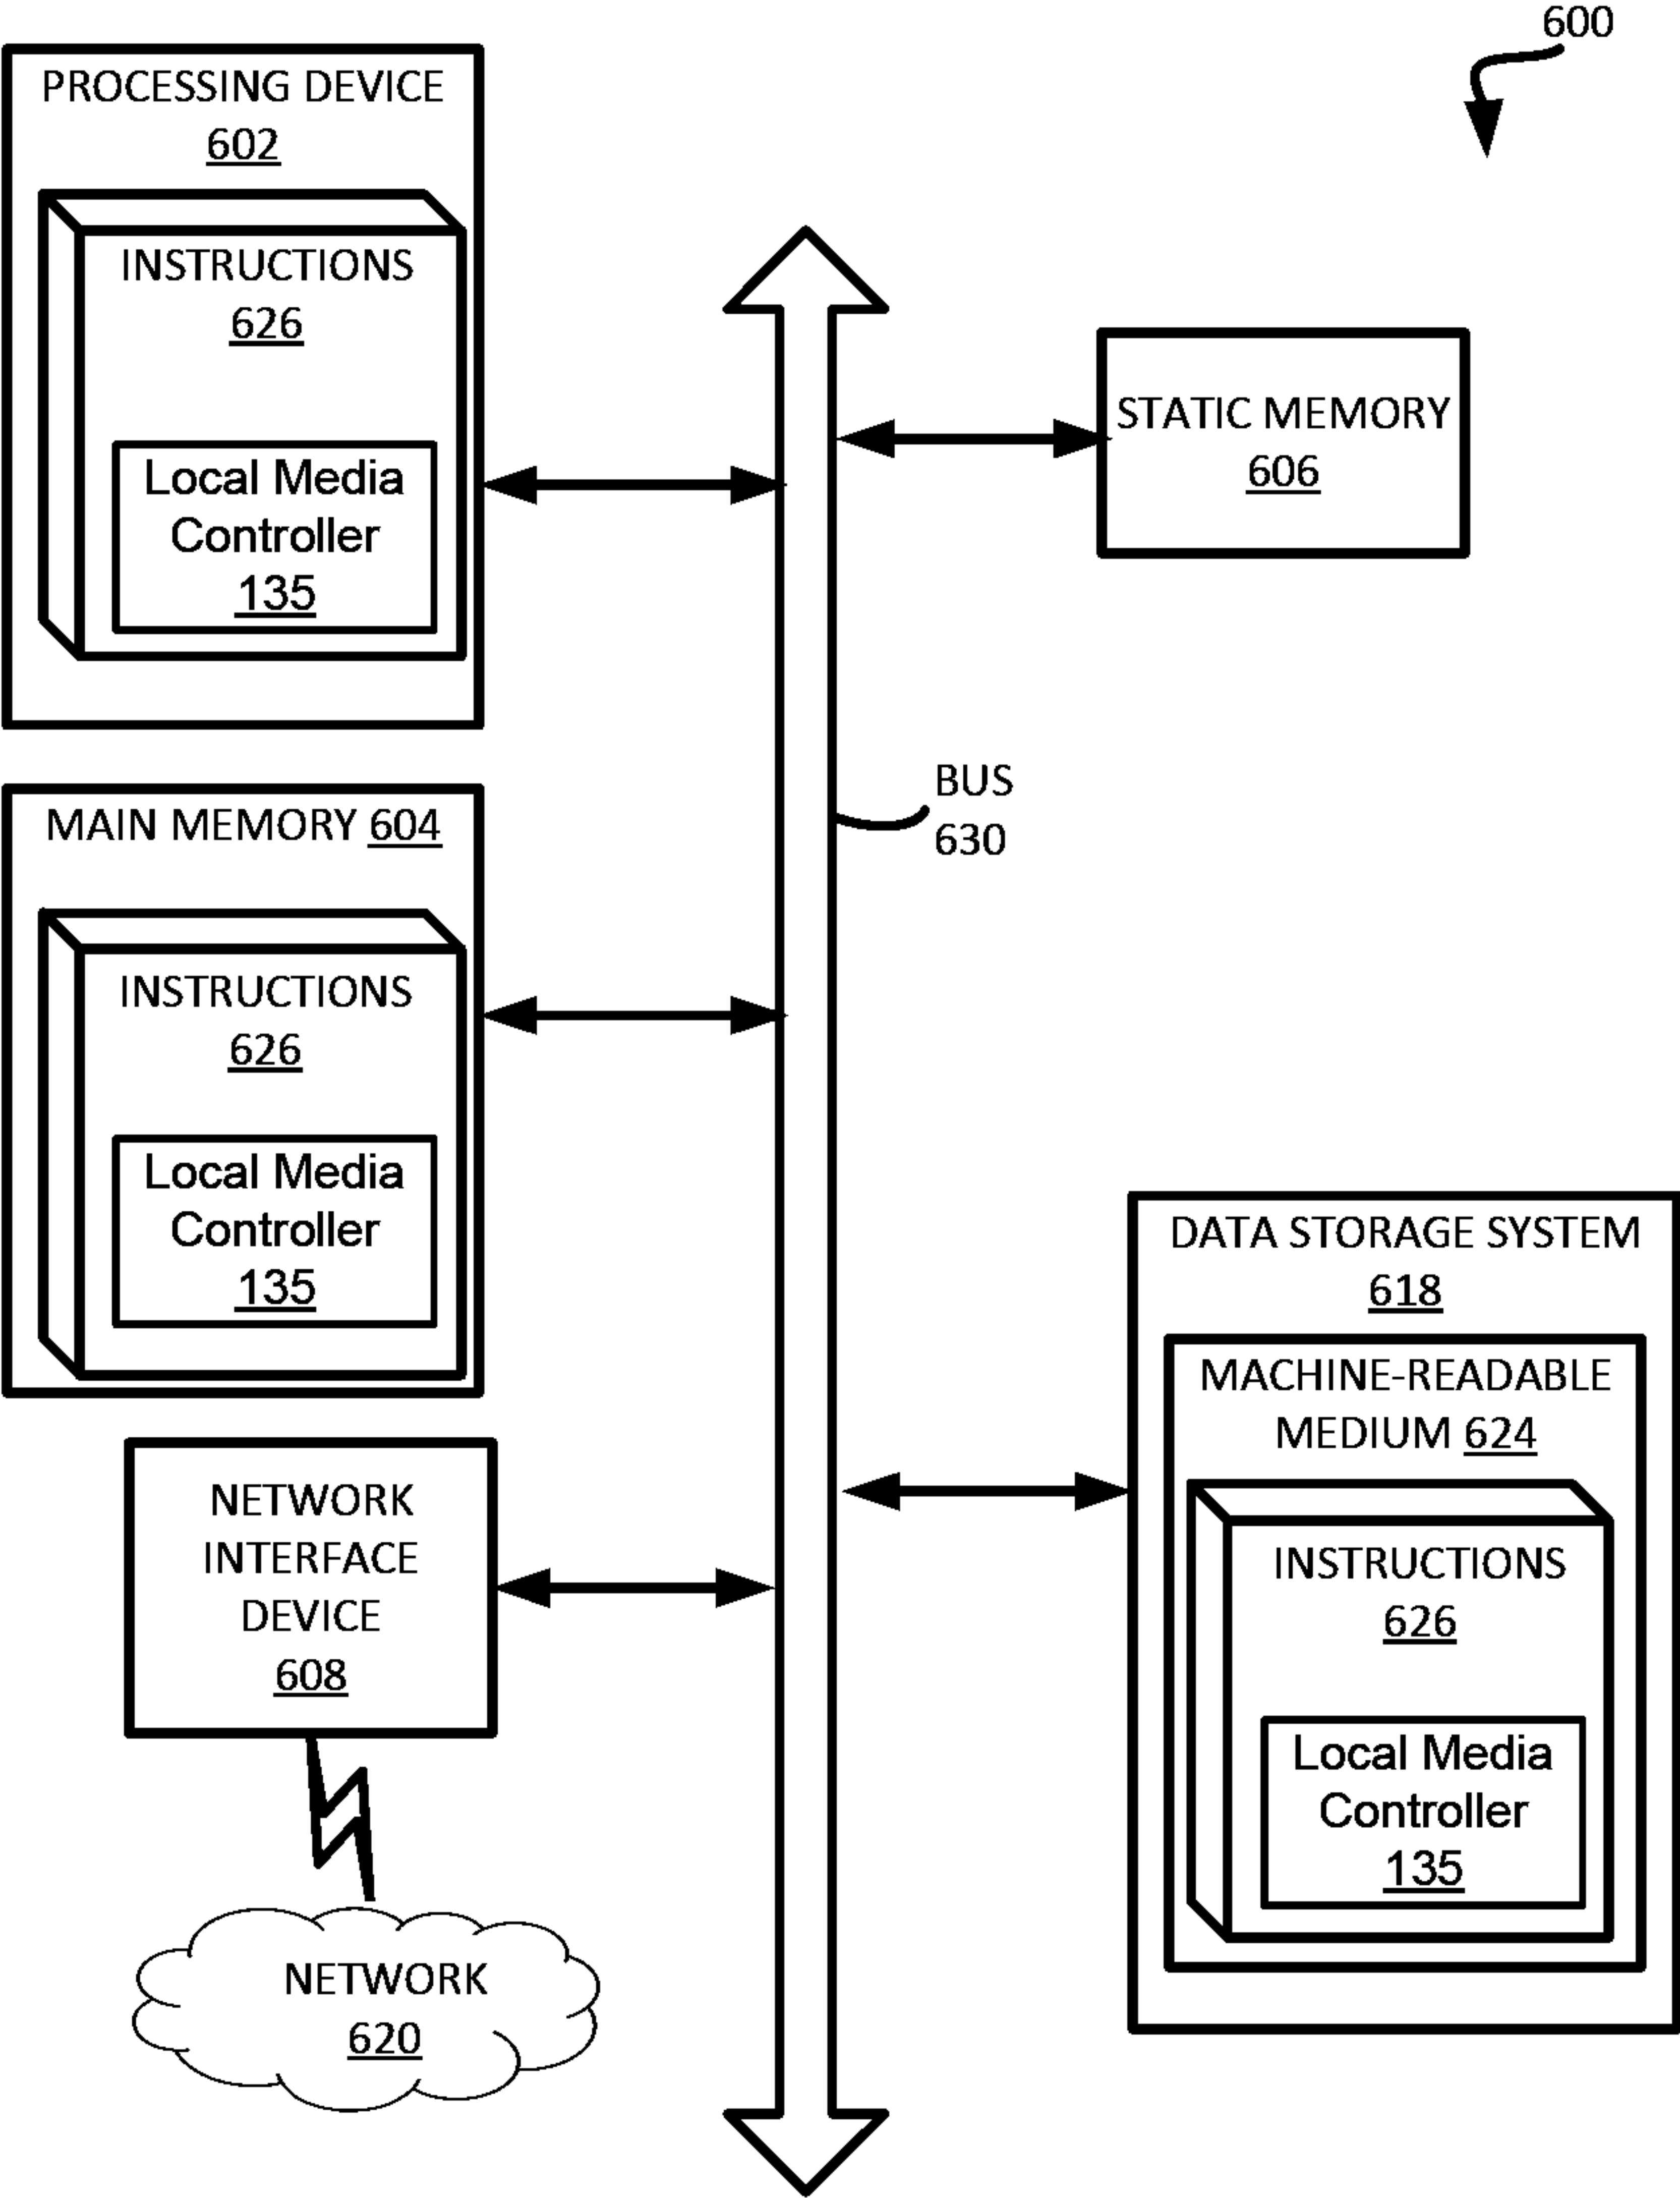 600
PROCESSING DEVICE
602
INSTRUCTIONS
626
Local Media
Controller
135
STATIC MEMORY
606
BUS
630
MAIN MEMORY 604
INSTRUCTIONS
626
Local Media
Controller
135
DATA STORAGE SYSTEM
618
MACHINE-READABLE
MEDIUM 624
INSTRUCTIONS
626
Local Media
Controller
135
NETWORK
INTERFACE
DEVICE
608
NETWORK
620